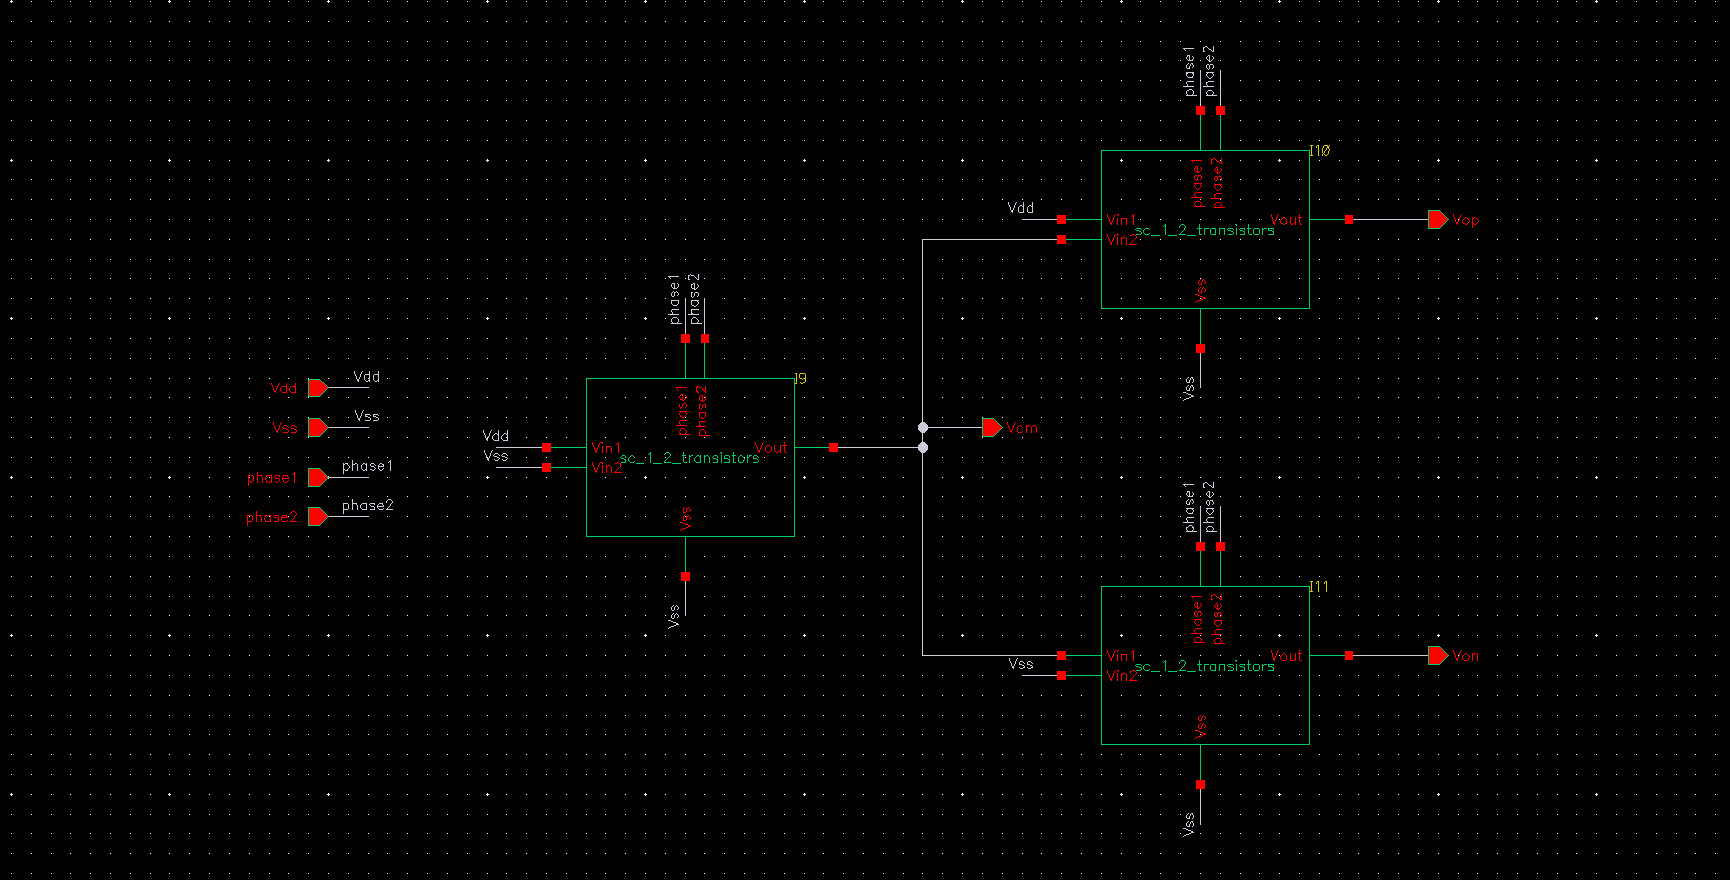 Vdd
Vdd
Vss
Vss
phase1
phase1
phase2
phase2
phase1
phase2
I9
phase1
phase2
Vdd
Vss
Vin1
Vin2
sc_1_2_transistors
Vout
Vss
Vss
Vcm
phase1
phase2
I10
phase1
phase2
Vdd
Vin1
Vin2
sc_1_2_transistors
Vout
Vop
Vss
Vss
phase1
phase2
I11
phase1
phase2
Vss
Vin1
Vin2
sc_1_2_transistors
Vout
Von
Vss
Vss